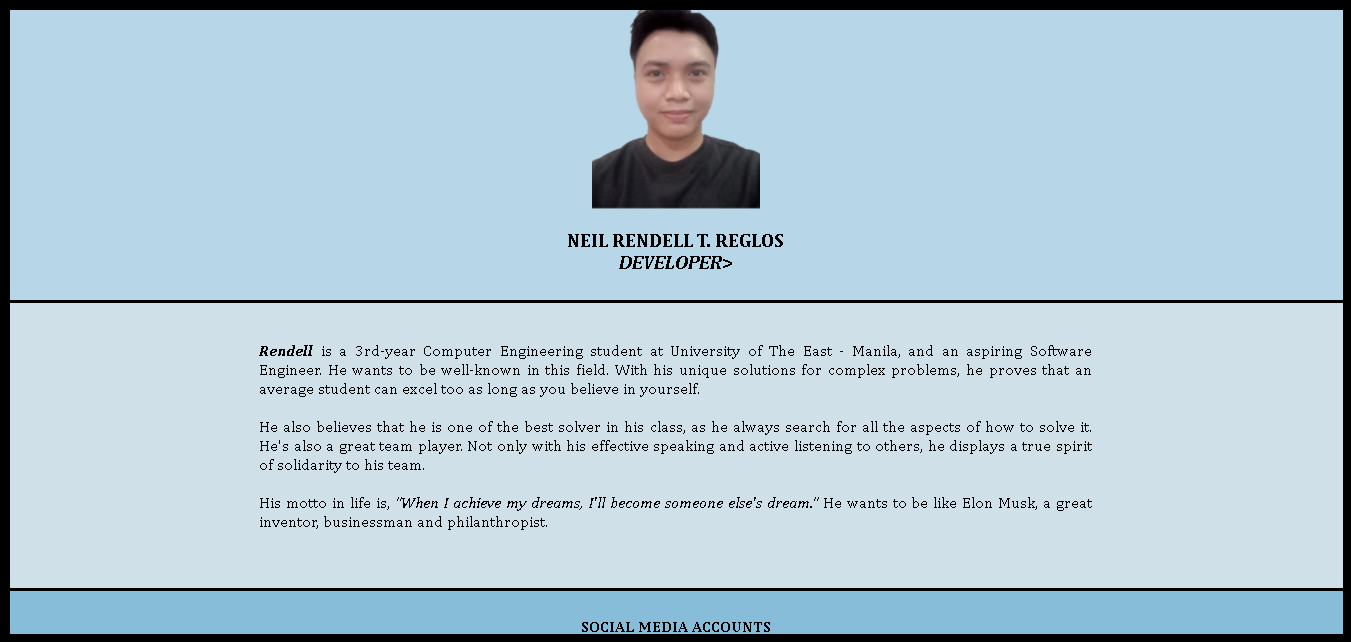 NEIL RENDELL T. REGLOS
DEVELOPER>
Rendell is a 3rd-year Computer Engineering student at University of The East - Manila, and an aspiring Software
Engineer. He wants to be well-known in this field. With his unique solutions for complex problems, he proves that an
average student can excel too as long as you believe in yourself.
He also believes that he is one of the best solver in his class, as he always search for all the aspects of how to solve it.
He's also a great team player. Not only with his effective speaking and active listening to others, he displays a true spirit
of solidarity to his team.
His motto in life is, "When I achieve my dreams, I'll become someone else's dream." He wants to be like Elon Musk, a great
inventor, businessman and philanthropist.
SOCIAL MEDIA ACCOUNTS